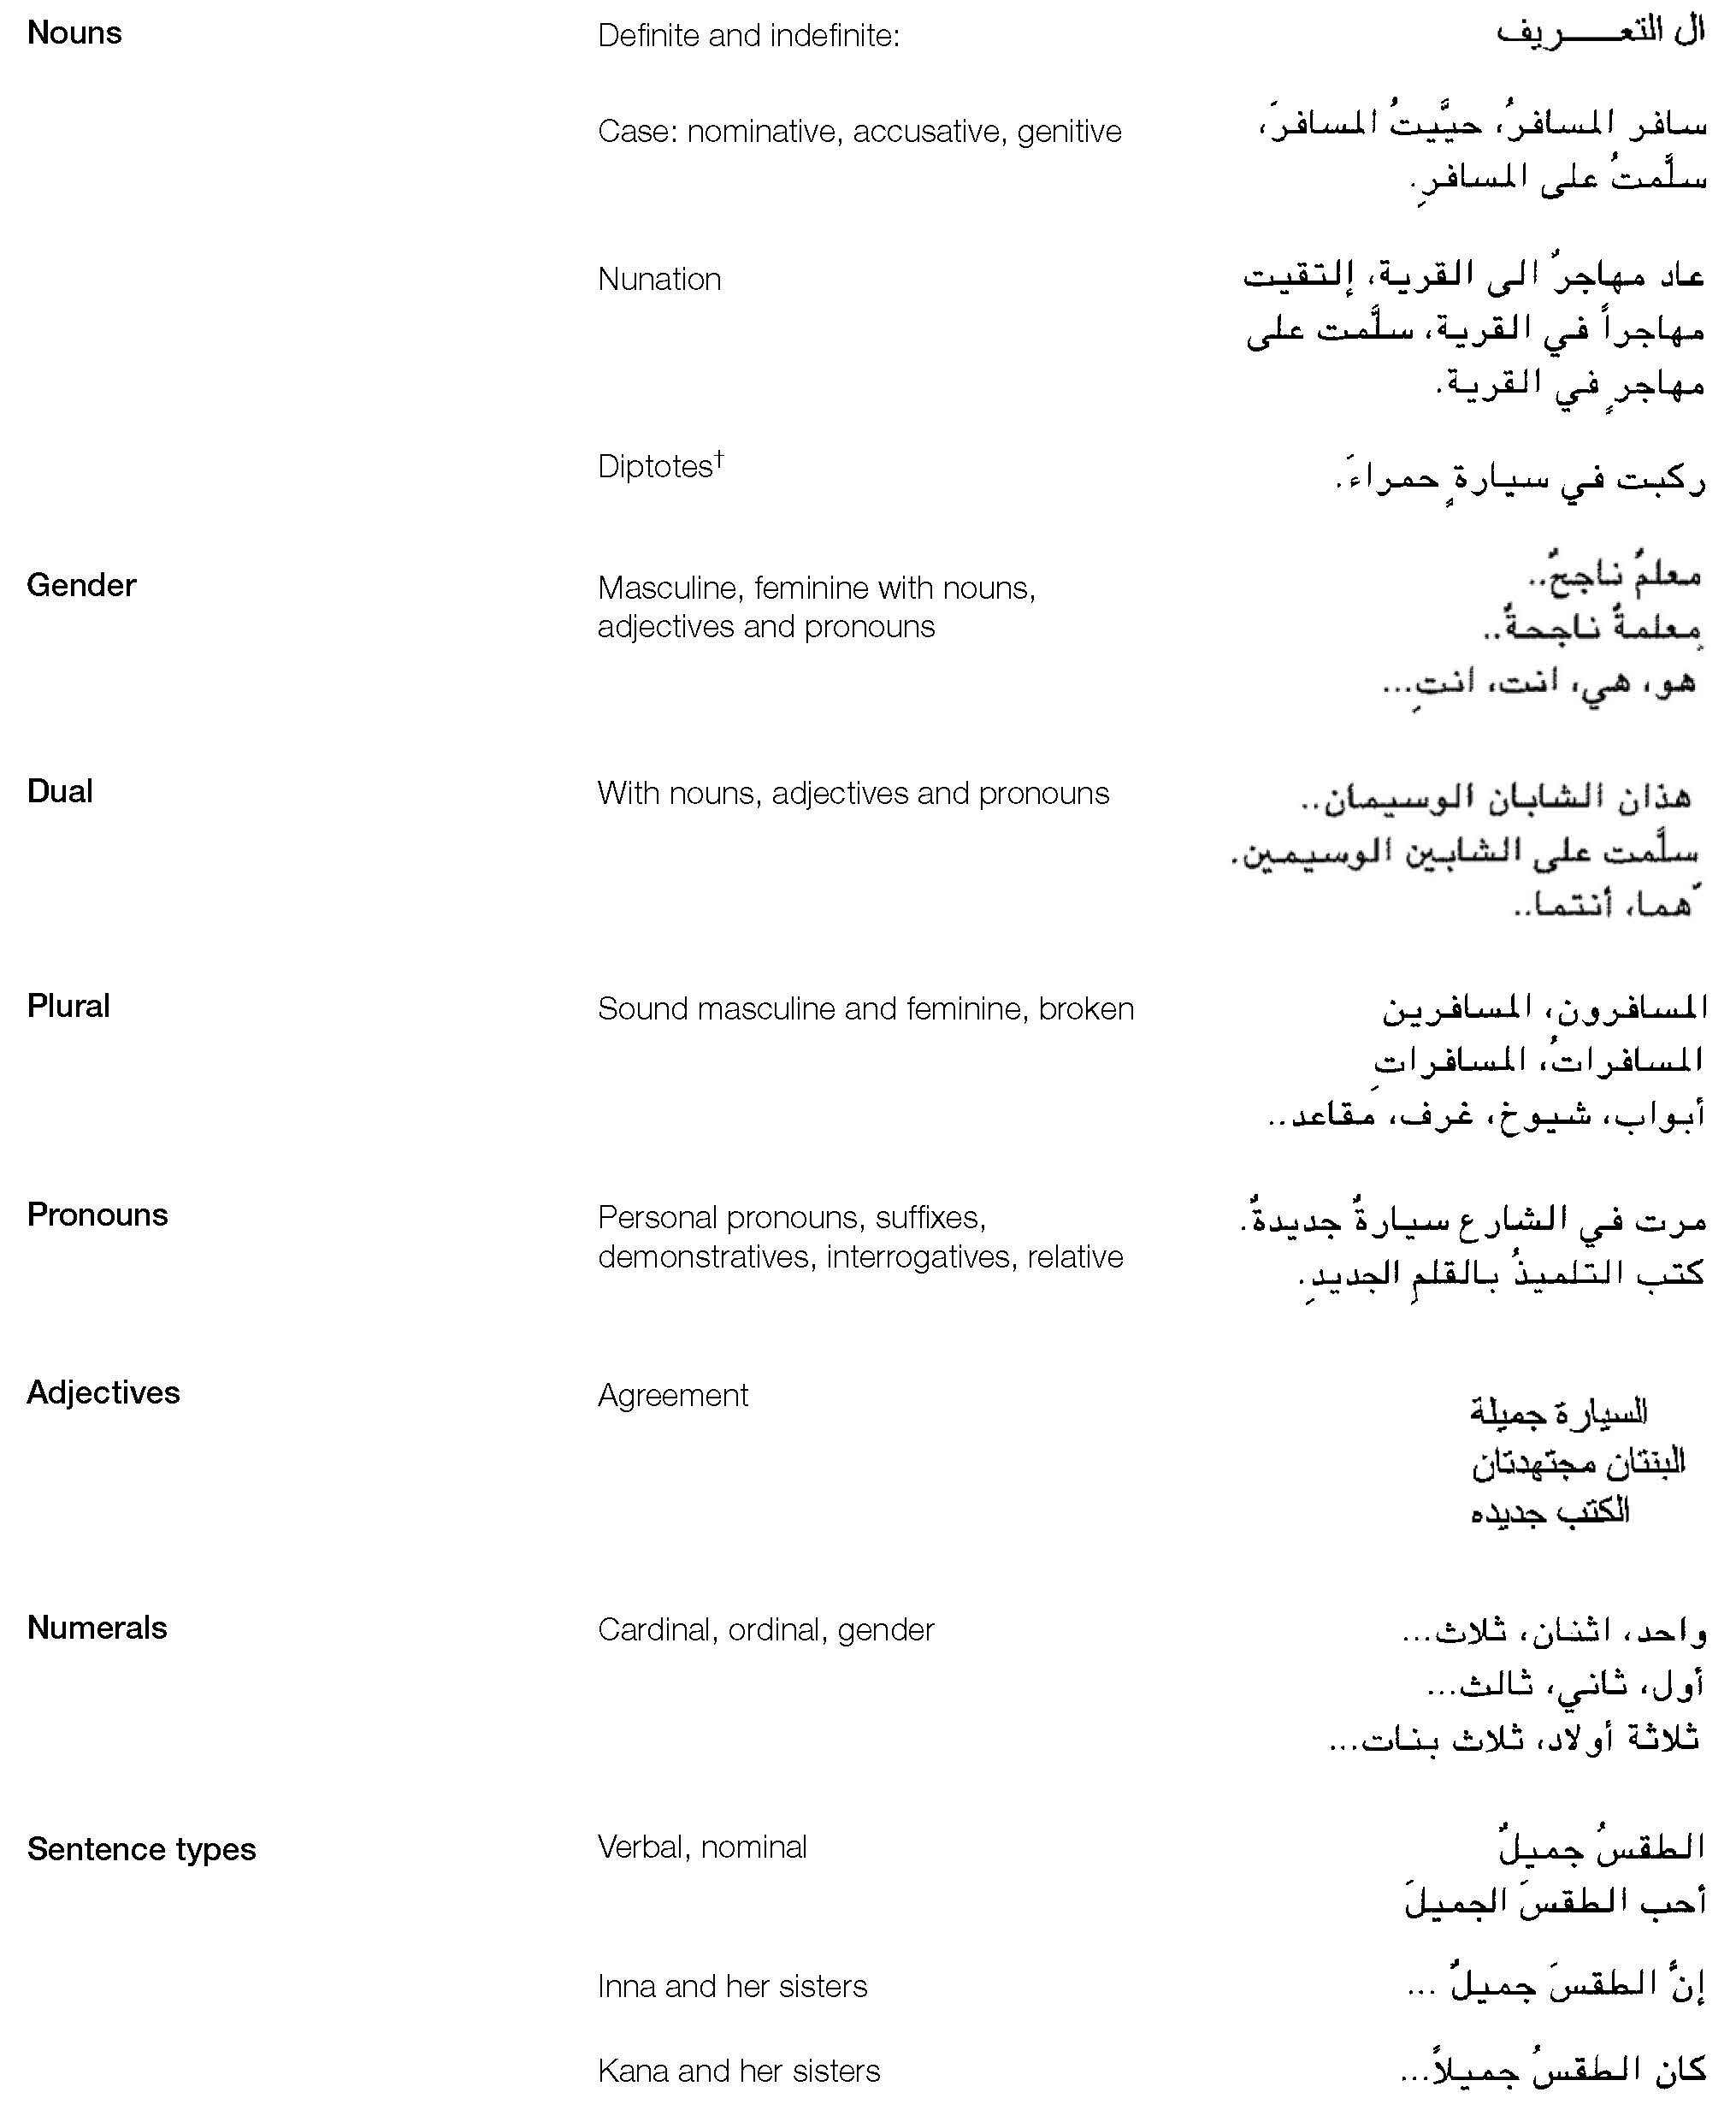 Nouns
Definite and indefinite:
ال التعـــــريف
Case: nominative, accusative, genitive
سافر المسافرُ، حيَّيتُ المسافرَ،
سلَّمتُ على المسافرِ.
Nunation
عاد مهاجرٌ الى القرية، إلتقيت
مهاجراً في القرية، سلَّمت على
مهاجرٍ في القرية.
Diptotes†
ركبت في سيارةٍ حمراءَ.
Gender
Masculine, feminine with nouns,
adjectives and pronouns
معلمٌ ناجحٌ..
معلمةٌ ناجحةٌ..
هو، هي، انت، انتِ...
Dual
With nouns, adjectives and pronouns
هذان الشابان الوسيمان..
سلَّمت على الشابين الوسيمين.
هما، أنتما..
Plural
Sound masculine and feminine, broken
المسافرون، المسافرين
المسافراتُ، المسافراتِ
أبواب، شيوخ، غرف، مقاعد..
Pronouns
Personal pronouns, suffixes,
demonstratives, interrogatives, relative
مرت في الشارع سيارةٌ جديدةٌ.
كتب التلميذُ بالقلمِ الجديدِ.
Adjectives
Agreement
السيارة جميلة
البنتان مجتهدتان
الكتب جديده
Numerals
Cardinal, ordinal, gender
واحد، اثنان، ثلاث...
أول، ثاني، ثالث...
ثلاثة أولاد، ثلاث بنات...
Sentence types
Verbal, nominal
الطقسُ جميلٌ
أحب الطقسَ الجميلَ
Inna and her sisters
إنَّ الطقسَ جميلٌ ...
Kana and her sisters
كان الطقسُ جميلاً...